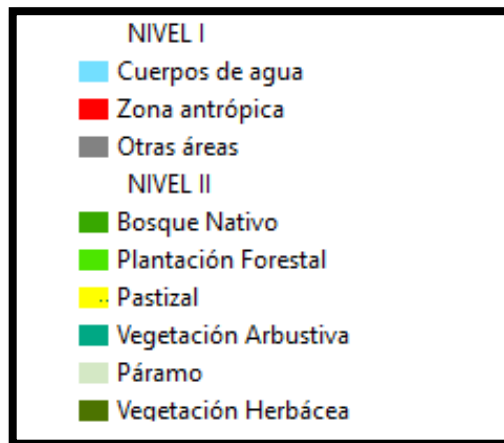 NIVEL I
Cuerpos de agua
Zona antrópica
Otras áreas
NIVEL II
Bosque Nativo
Plantación Forestal
Pastizal
Vegetación Arbustiva
Páramo
Vegetación Herbácea